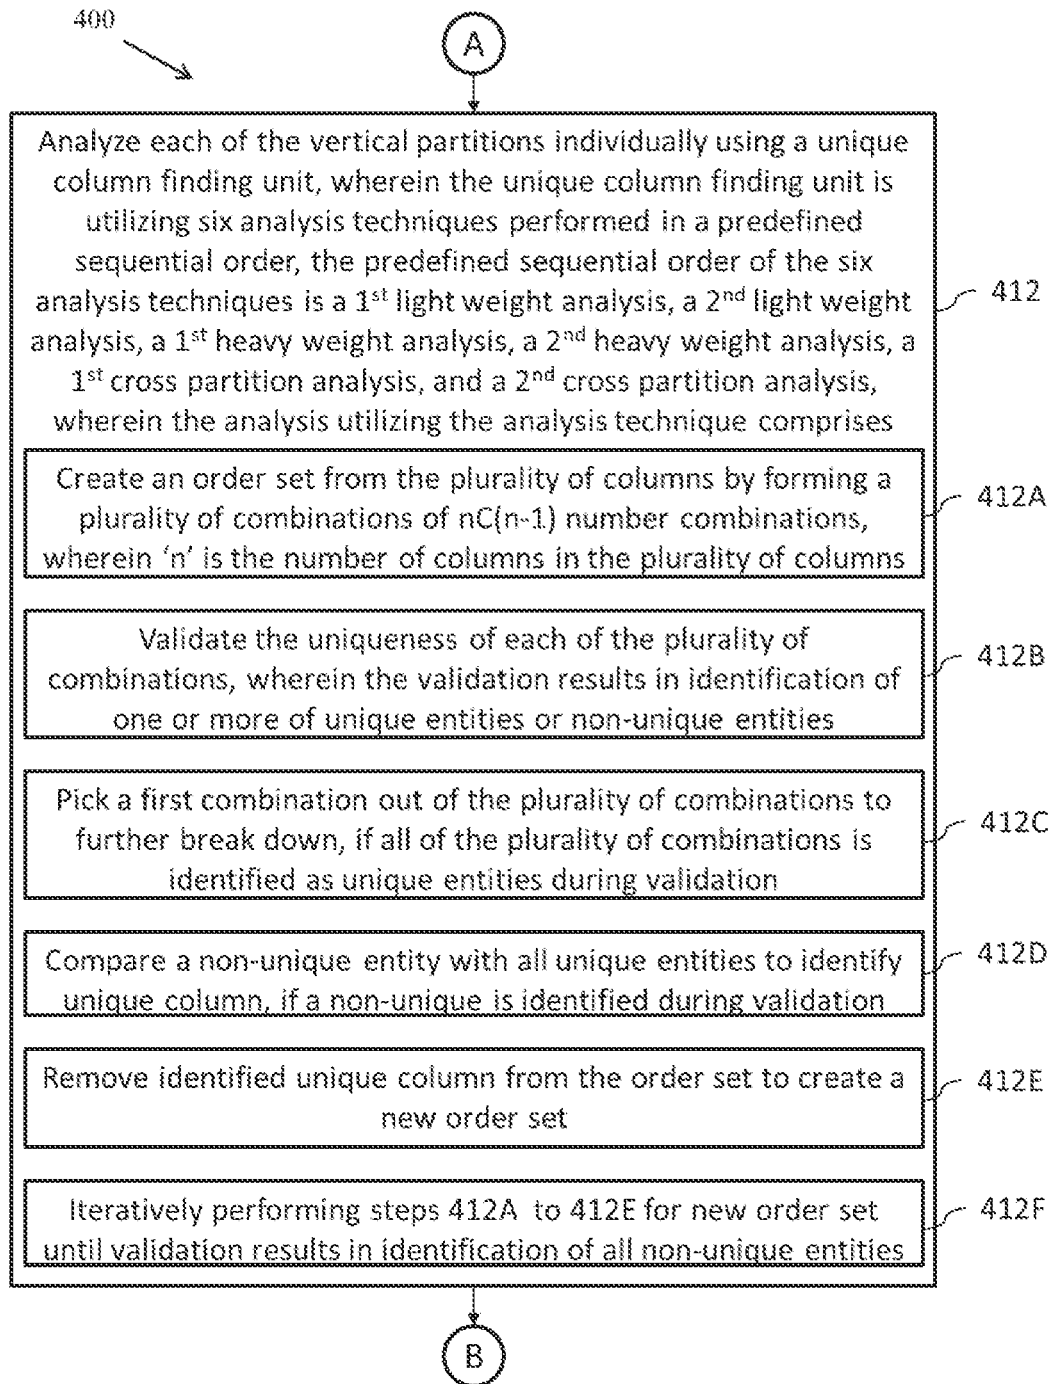 400
A
Analyze each of the vertical partitions individually using a unique
column finding unit, wherein the unique column finding unit is
utilizing six analysis techniques performed in a predefined
sequential order, the predefined sequential order of the six
analysis techniques is a 1st light weight analysis, a 2nd light weight
analysis, a 1st heavy weight analysis, a 2nd heavy weight analysis, a
1st cross partition analysis, and a 2nd cross partition analysis,
wherein the analysis utilizing the analysis technique comprises
412
Create an order set from the plurality of columns by forming a
plurality of combinations of nC(n-1) number combinations,
wherein ‘n’ is the number of columns in the plurality of columns
412A
Validate the uniqueness of each of the plurality of
combinations, wherein the validation results in identification of
one or more of unique entities or non-unique entities
412B
Pick a first combination out of the plurality of combinations to
further break down, if all of the plurality of combinations is
identified as unique entities during validation
412C
Compare a non-unique entity with all unique entities to identify
unique column, if a non-unique is identified during validation
412D
Remove identified unique column from the order set to create a
new order set
412E
Iteratively performing steps 412A to 412E for new order set
until validation results in identification of all non-unique entities
412F
B